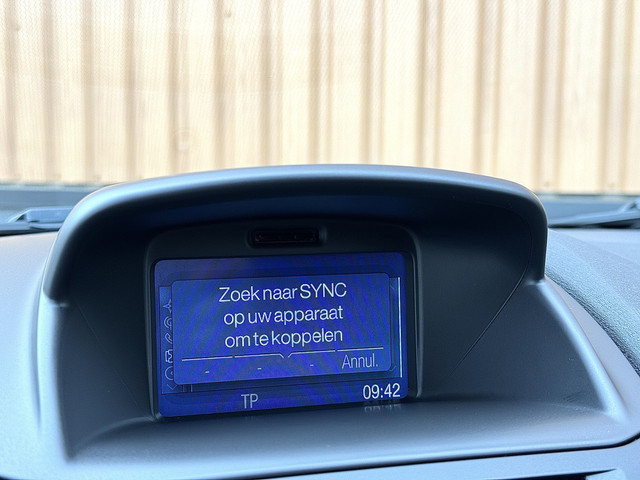 Zoek naar SYNC
op uw apparaat
om te koppelen
Annul.
TP 09:42